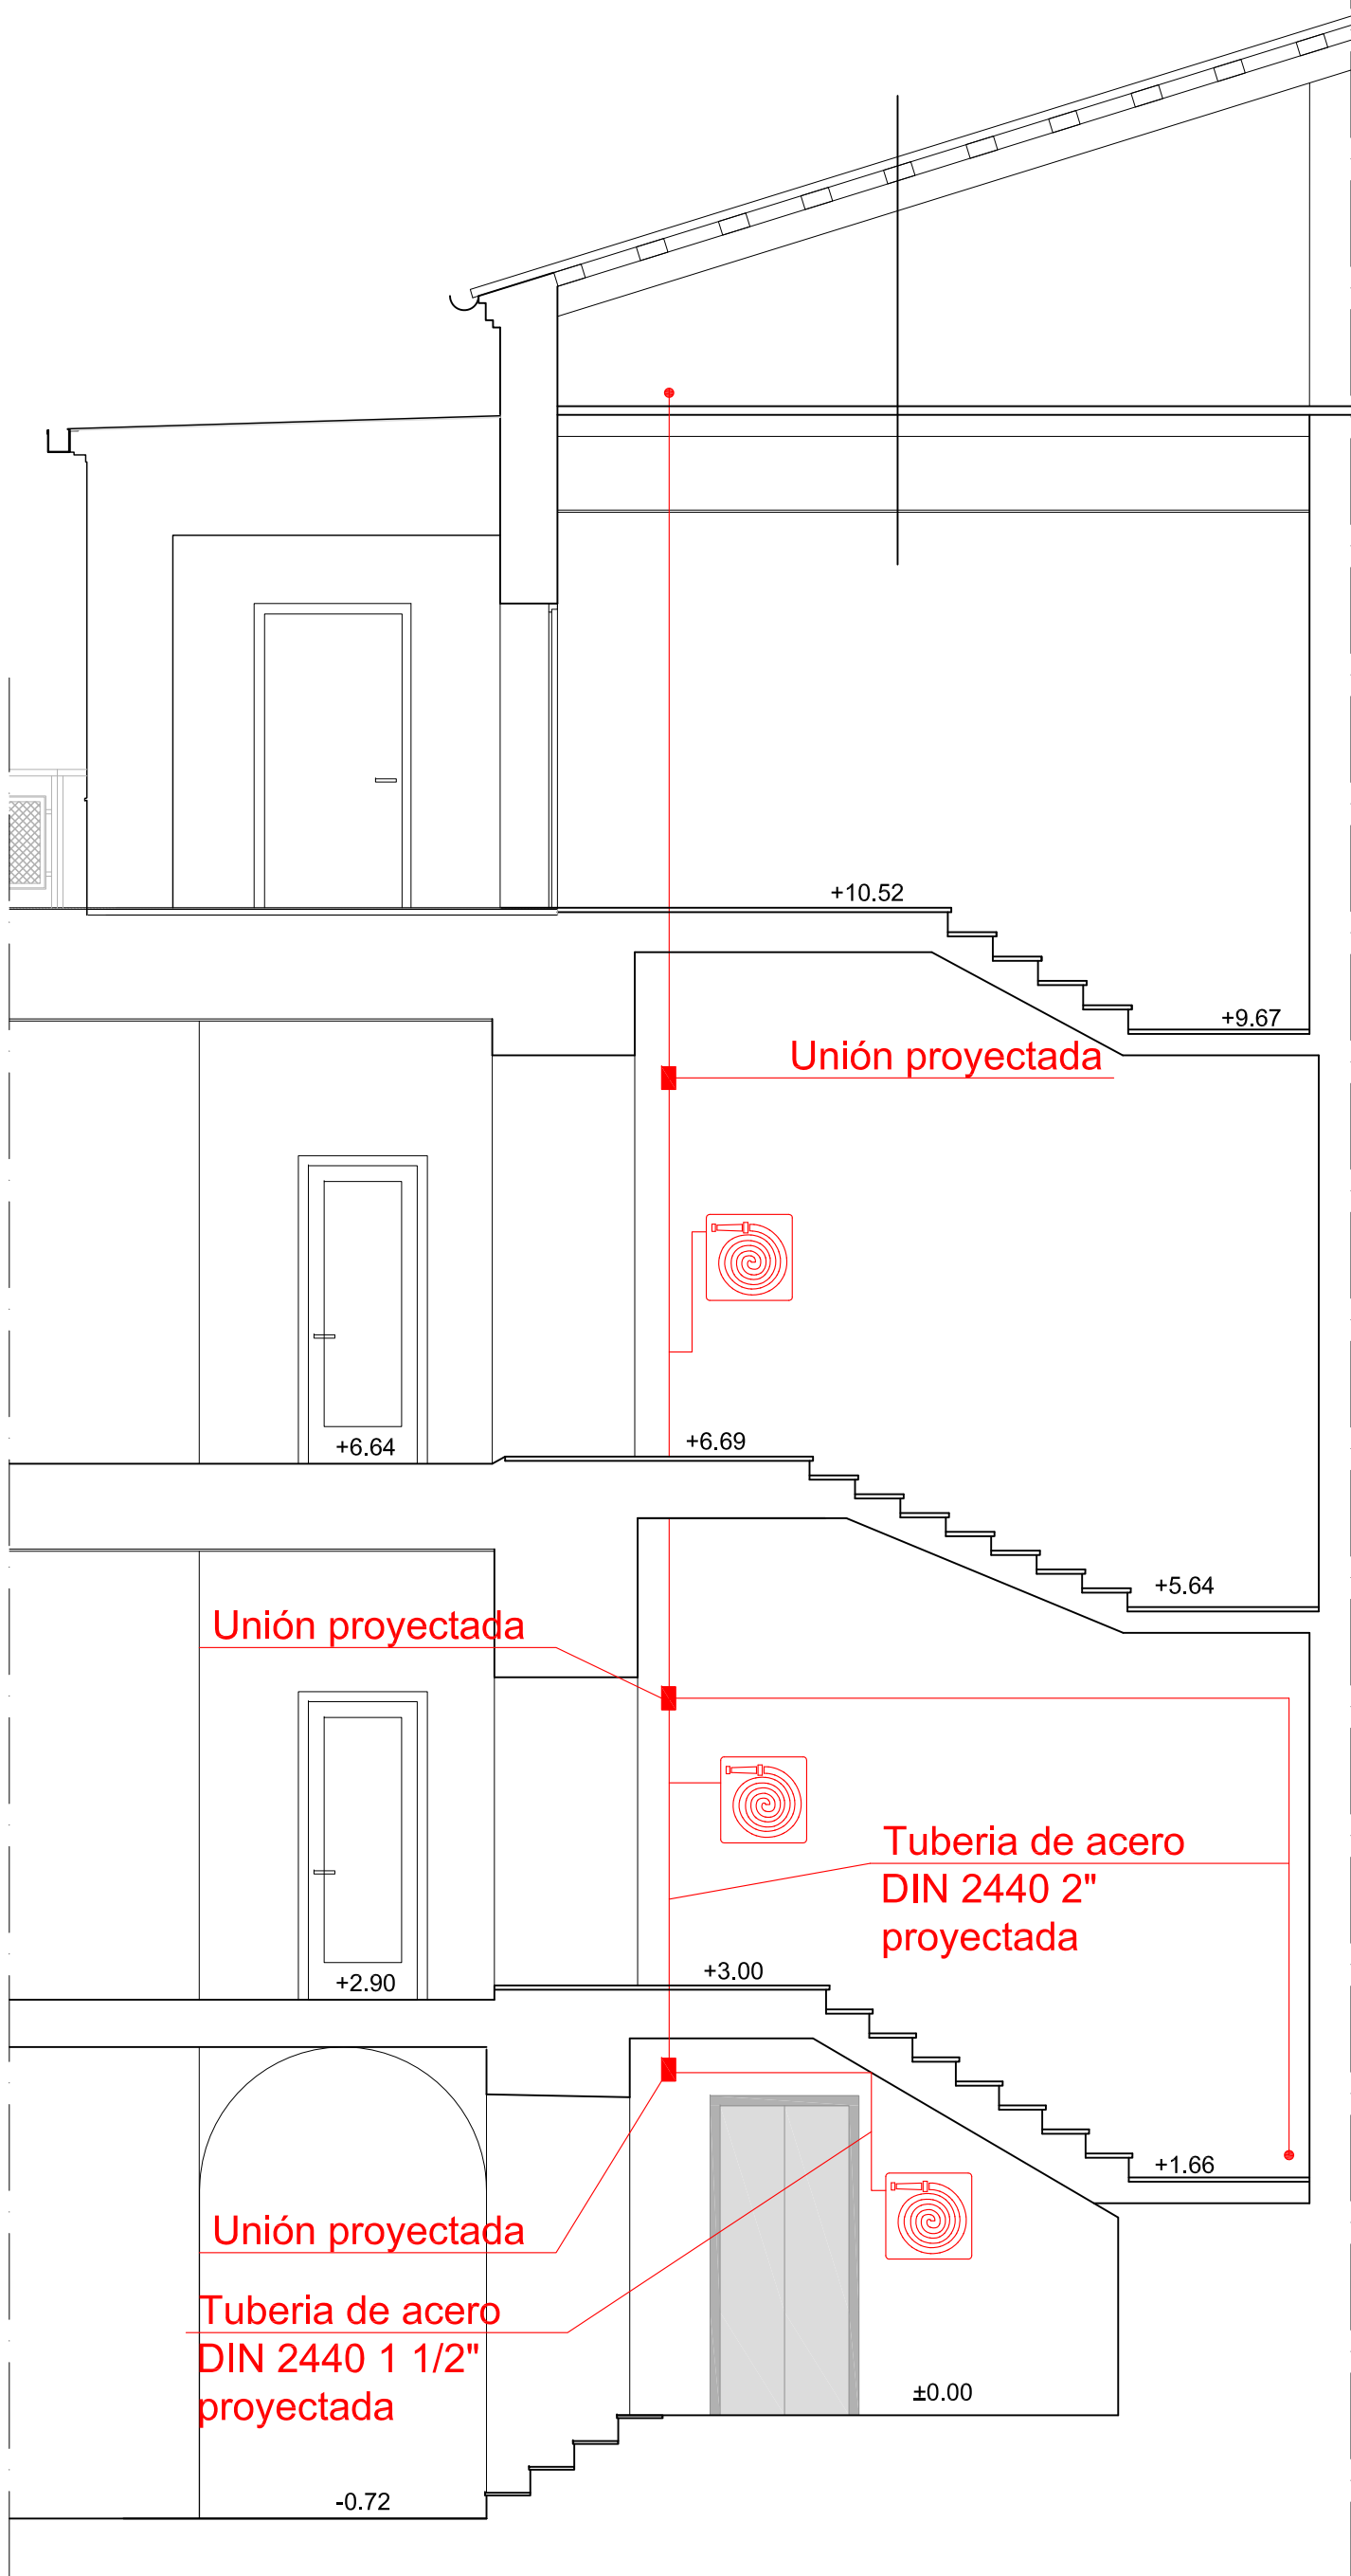 +10.52
+9.67
Unión proyectada
+6.64
+6.69
+5.64
Unión proyectada
Tuberia de acero
DIN 2440 2"
proyectada
+2.90
+3.00
+1.66
Unión proyectada
Tuberia de acero
DIN 2440 1 1/2"
proyectada
±0.00
-0.72